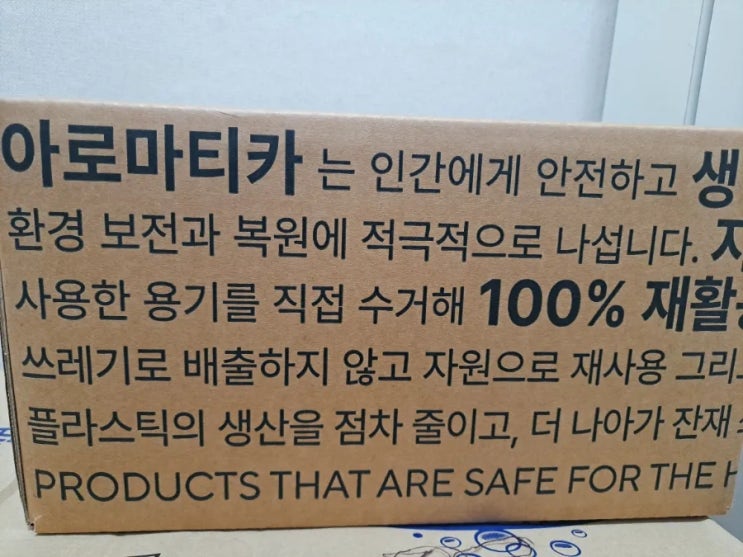 아로마티카 는 인간에게 안전하고 생
환경 보전과 복원에 적극적으로 나섭니다.
사용한 용기를 직접 수거해 100% 재활
쓰레기로 배출하지 않고 자원으로 재사용 그리
플라스틱의 생산을 점차 줄이고, 더 나아가 잔재
PRODUCTS THAT ARE SAFE FOR THE